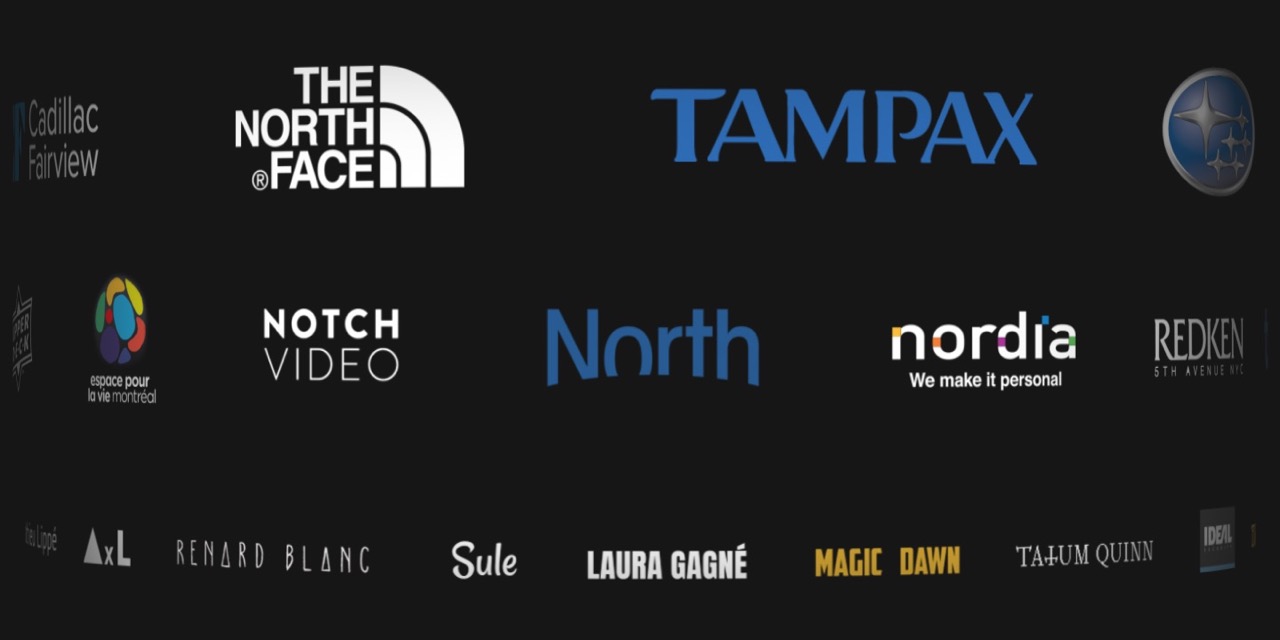 Cadillac
Fairview
THE
NORTH
®FACE
TAMPAX
espace pour
la vie montréal
NOTCH
VIDEO
North
nordia
We make it personal
REDKEN
5TH AVENUE NYC
Lippé
AxL
RENARD BLANC
Sule
LAURA GAGNÉ
MAGIC DAWN
TATUM QUINN
IDEAL